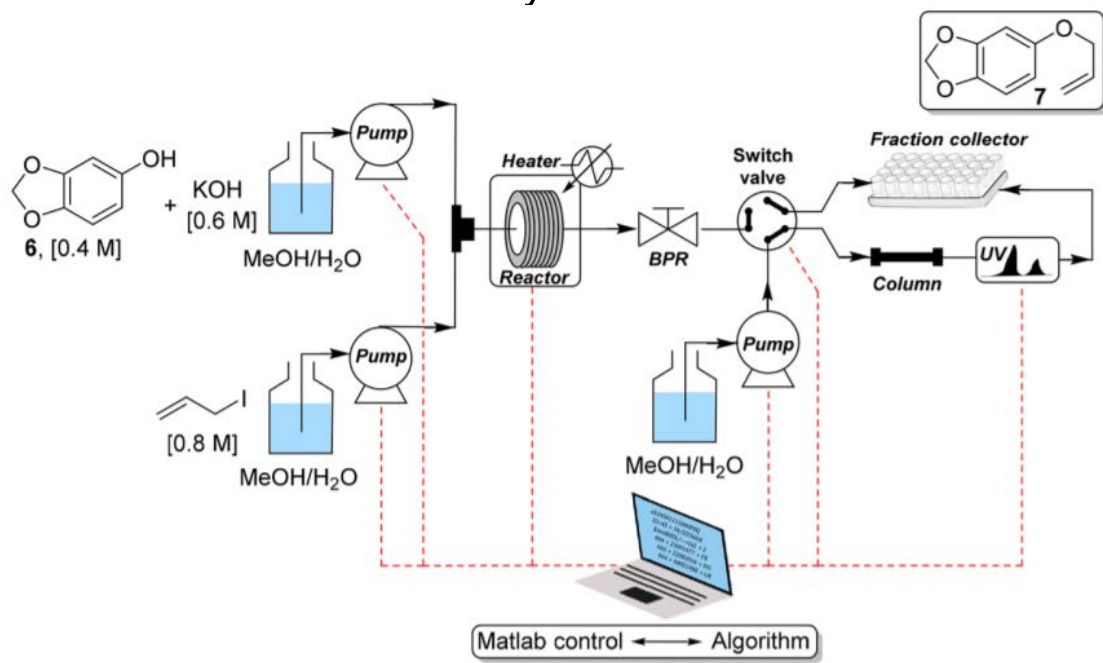 O
O
OH
6, [0.4 M]
+
KOH
[0.6 M]
MeOH/H₂O
Pump
I
[0.8 M]
MeOH/H₂O
Pump
Heater
Reactor
BPR
Switch
valve
Pump
MeOH/H₂O
O
O
O
7
Fraction collector
Column
UV
Matlab control ⟷ Algorithm